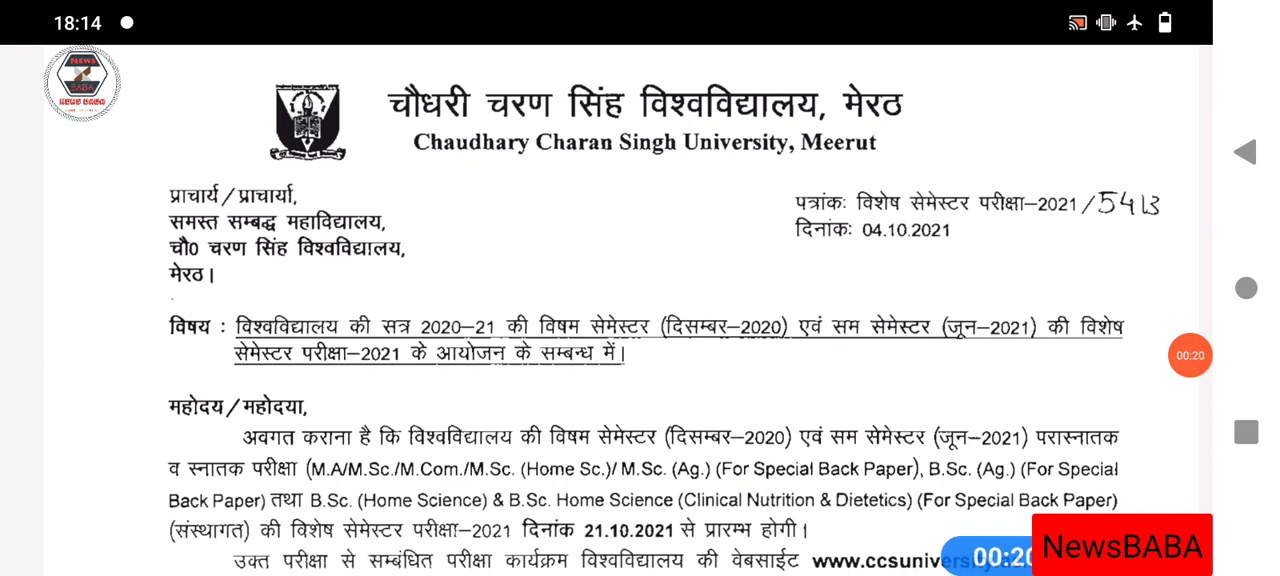 18:14
NEWS
BABA
चौधरी चरण सिंह विश्वविद्यालय, मेरठ
Chaudhary Charan Singh University, Meerut
प्राचार्य/प्राचार्या,
समस्त सम्बद्ध महाविद्यालय,
चौ0 चरण सिंह विश्वविद्यालय,
मेरठ।
पत्रांकः विशेष सेमेस्टर परीक्षा-2021/5413
दिनांकः 04.10.2021
विषय : विश्वविद्यालय की सत्र 2020-21 की विषम सेमेस्टर (दिसम्बर-2020) एवं सम सेमेस्टर (जून-2021) की विशेष
सेमेस्टर परीक्षा-2021 के आयोजन के सम्बन्ध में।
00:20
महोदय/महोदया,
अवगत कराना है कि विश्वविद्यालय की विषम सेमेस्टर (दिसम्बर-2020) एवं सम सेमेस्टर (जून-2021) परास्नातक
व स्नातक परीक्षा (M.A/M.Sc./M.Com./M.Sc. (Home Sc.)/ M.Sc. (Ag.) (For Special Back Paper), B.Sc. (Ag.) (For Special
Back Paper) तथा B.Sc. (Home Science) & B.Sc. Home Science (Clinical Nutrition & Dietetics) (For Special Back Paper)
(संस्थागत) की विशेष सेमेस्टर परीक्षा-2021 दिनांक 21.10.2021 से प्रारम्भ होगी।
उक्त परीक्षा से सम्बंधित परीक्षा कार्यक्रम विश्वविद्यालय की वेबसाईट www.ccsunivers
00:20
NewsBABA